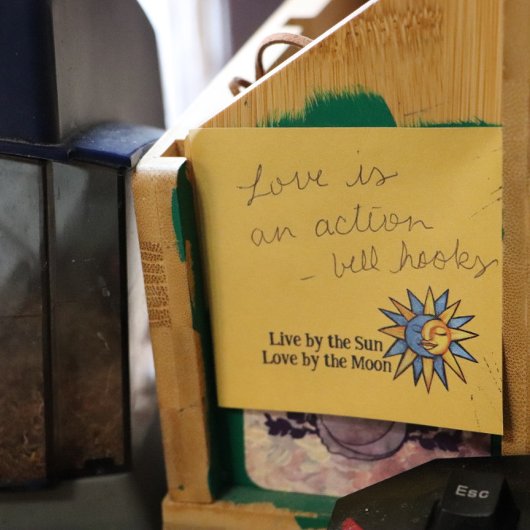 Love is
an action
- bell hooks
Live by the Sun
Love by the Moon
Esc